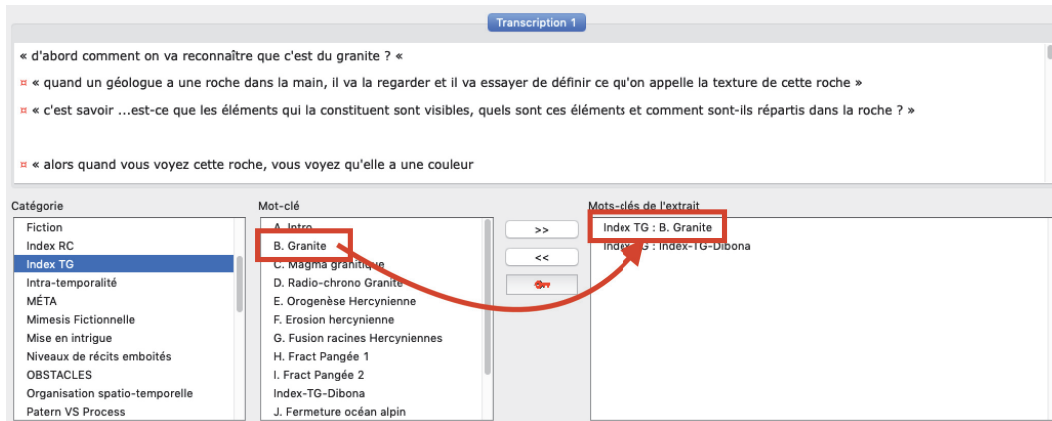 Transcription 1
« d'abord comment on va reconnaître que c'est du granite ? «
¤ « quand un géologue a une roche dans la main, il va la regarder et il va essayer de définir ce qu'on appelle la texture de cette roche »
¤ « c'est savoir ...est-ce que les éléments qui la constituent sont visibles, quels sont ces éléments et comment sont-ils répartis dans la roche ? »
¤ « alors quand vous voyez cette roche, vous voyez qu'elle a une couleur
Catégorie
Fiction
Index RC
Index TG
Intra-temporalité
MÉTA
Mimesis Fictionnelle
Mise en intrigue
Niveaux de récits emboités
OBSTACLES
Organisation spatio-temporelle
Patern VS Process
Mot-clé
A. Intro
B. Granite
C. Magma granitique
D. Radio-chrono Granite
E. Orogenèse Hercynienne
F. Erosion hercynienne
G. Fusion racines Hercyniennes
H. Fract Pangée 1
I. Fract Pangée 2
Index-TG-Dibona
J. Fermeture océan alpin
>>
<<
Mots-clés de l'extrait
Index TG : B. Granite
Index TG : Index-TG-Dibona